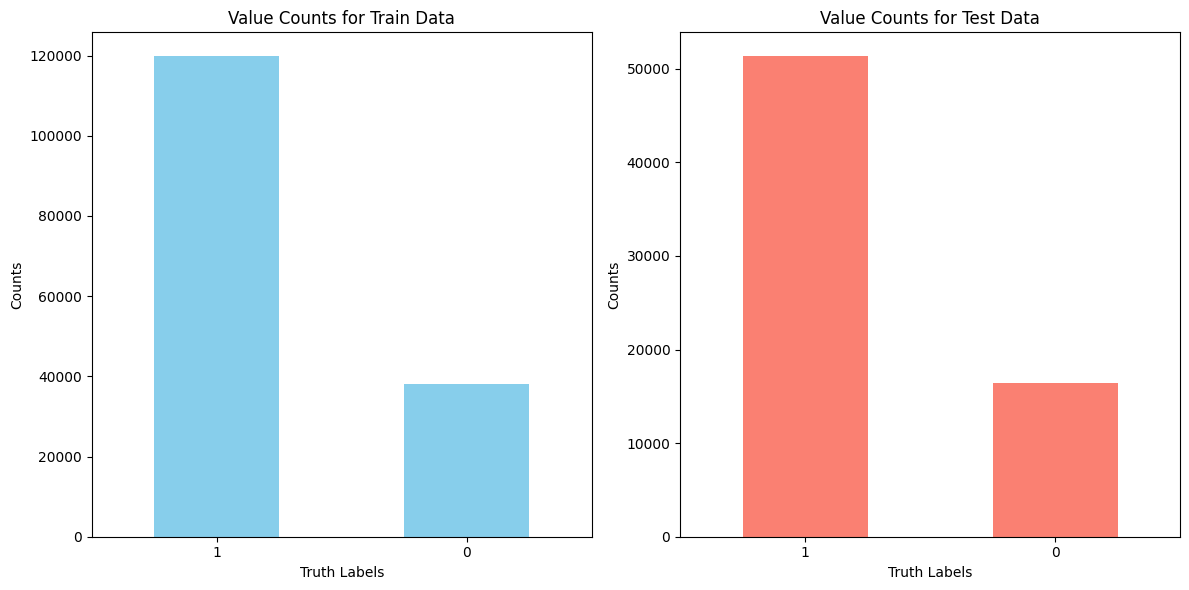 Value Counts for Train Data
120000
100000
80000
60000
40000
20000
0
Counts
1
0
Truth Labels
Value Counts for Test Data
50000
40000
30000
20000
10000
0
Counts
1
0
Truth Labels